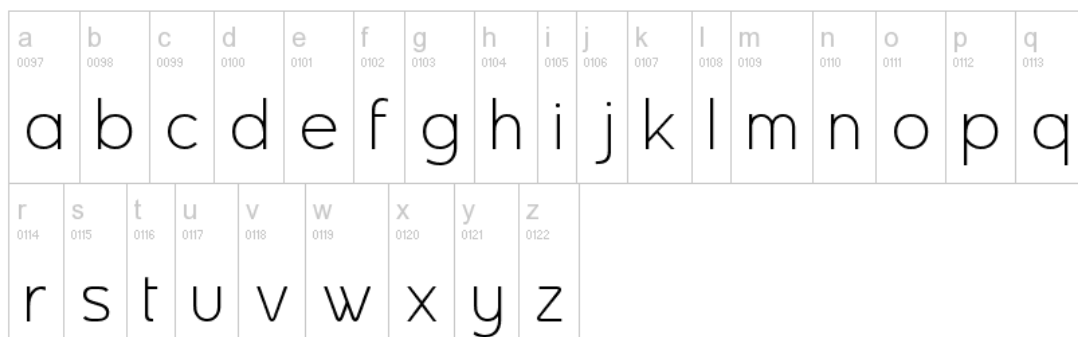 a b c d e f g h i j k l m n o p q
0097 0098 0099 0100 0101 0102 0103 0104 0105 0106 0107 0108 0109 0110 0111 0112 0113
a b c d e f g h i j k l m n o p q
r s t u v w x y z
0114 0115 0116 0117 0118 0119 0120 0121 0122
r s t u v w x y z